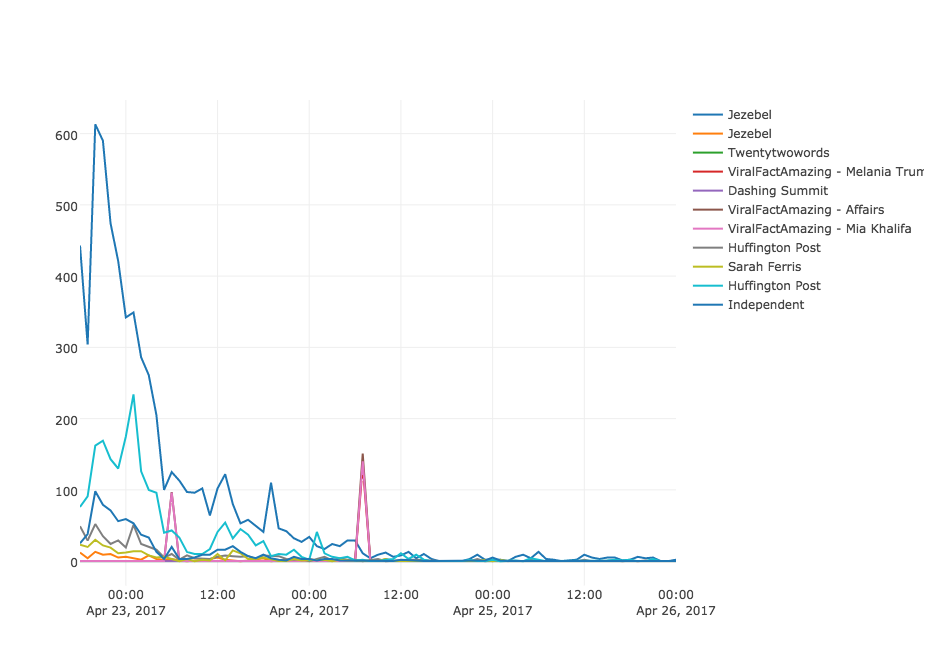 600
500
400
300
200
100
0
00:00
Apr 23, 2017
12:00
00:00
Apr 24, 2017
12:00
00:00
Apr 25, 2017
12:00
00:00
Apr 26, 2017
Jezebel
Jezebel
Twentytwowords
ViralFactAmazing - Melania Trum
Dashing Summit
ViralFactAmazing - Affairs
ViralFactAmazing - Mia Khalifa
Huffington Post
Sarah Ferris
Huffington Post
Independent